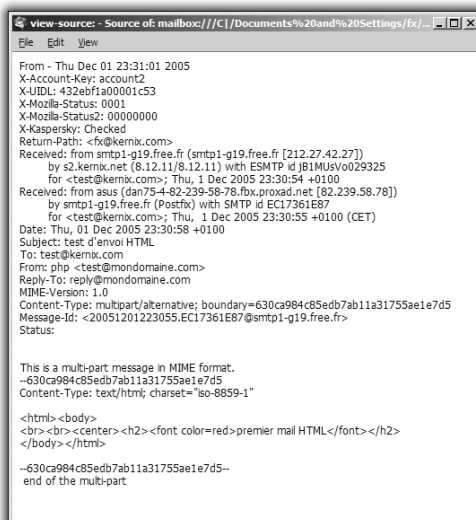 view-source: - Source of: mailbox:///C|/Documents%20and%20Settings/fx/...
File Edit View
From - Thu Dec 01 23:31:01 2005
X-Account-Key: account2
X-UIDL: 432ebf1a00001c53
X-Mozilla-Status: 0001
X-Mozilla-Status2: 00000000
X-Kaspersky: Checked
Return-Path: <fx@kernix.com>
Received: from smtp1-g19.free.fr (smtp1-g19.free.fr [212.27.42.27])
by s2.kernix.net (8.12.11/8.12.11) with ESMTP id jB1MUsVo029325
for <test@kernix.com>; Thu, 1 Dec 2005 23:30:54 +0100
Received: from asus (dan75-4-82-239-58-78.fbx.proxad.net [82.239.58.78])
by smtp1-g19.free.fr (Postfix) with SMTP id EC17361E87
for <test@kernix.com>; Thu, 1 Dec 2005 23:30:55 +0100 (CET)
Date: Thu, 01 Dec 2005 23:30:58 +0100
Subject: test d'envoi HTML
To: test@kernix.com
From: php <test@mondomaine.com>
Reply-To: reply@mondomaine.com
MIME-Version: 1.0
Content-Type: multipart/alternative; boundary=630ca984c85edb7ab11a31755ae1e7d5
Message-Id: <20051201223055.EC17361E87@smtp1-g19.free.fr>
Status:
This is a multi-part message in MIME format.
--630ca984c85edb7ab11a31755ae1e7d5
Content-Type: text/html; charset="iso-8859-1"
<html><body>
<br><br><center><h2><font color=red>premier mail HTML</font></h2>
</body></html>
--630ca984c85edb7ab11a31755ae1e7d5--
end of the multi-part